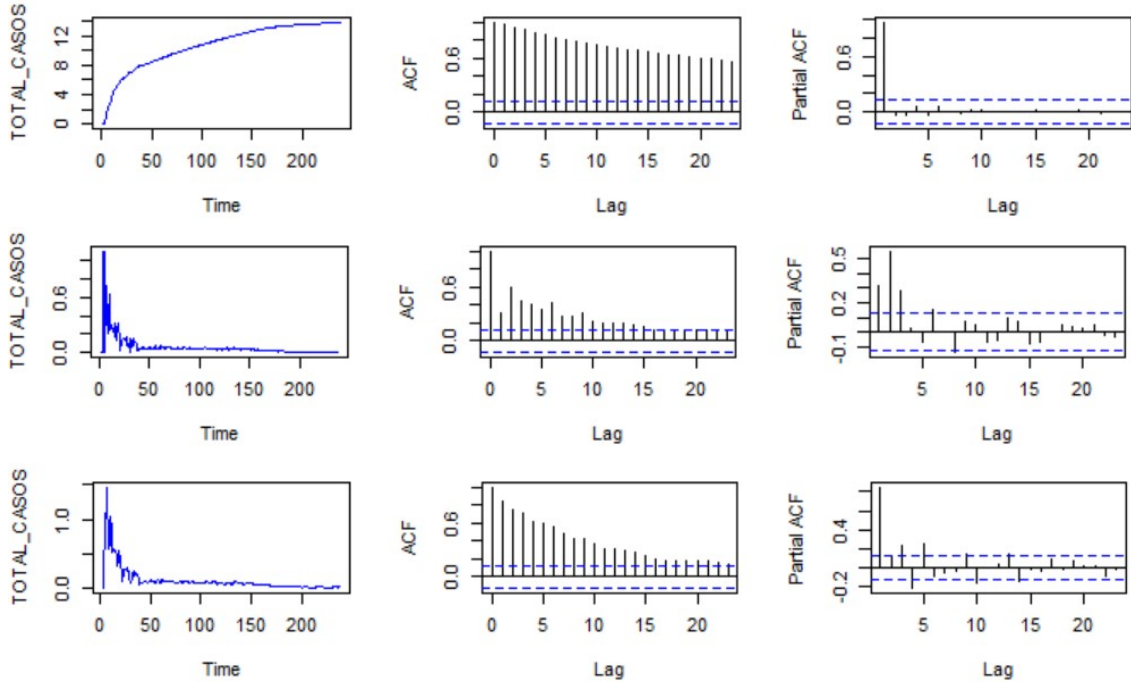 TOTAL_CASOS
0 4 8 12
0 50 100 150 200
Time
ACF
0.0 0.6
0 5 10 15 20
Lag
Partial ACF
0.0 0.6
5 10 15 20
Lag
TOTAL_CASOS
0.0 0.6
0 50 100 150 200
Time
ACF
0.0 0.6
0 5 10 15 20
Lag
Partial ACF
-0.1 0.2 0.5
5 10 15 20
Lag
TOTAL_CASOS
0.0 1.0
0 50 100 150 200
Time
ACF
0.0 0.6
0 5 10 15 20
Lag
Partial ACF
-0.2 0.4
5 10 15 20
Lag